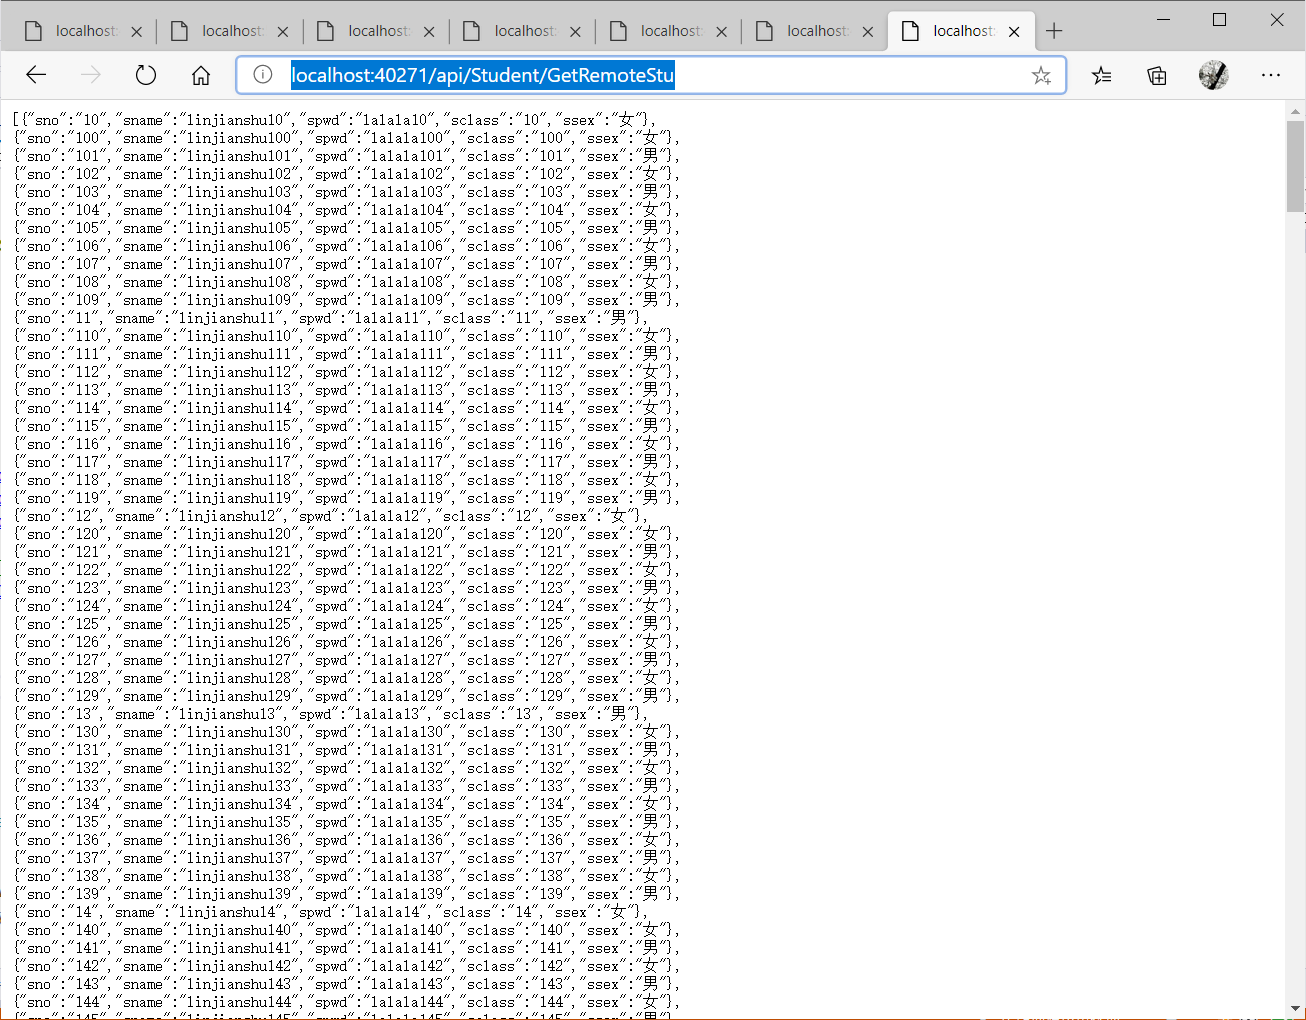 localhost: localhost: localhost: localhost: localhost: localhost: localhost:
localhost:40271/api/Student/GetRemoteStu
[{"sno":"10","sname":"linjianshu10","spwd":"lalala10","sclass":"10","ssex":"女"},
{"sno":"100","sname":"linjianshu100","spwd":"lalala100","sclass":"100","ssex":"女"},
{"sno":"101","sname":"linjianshu101","spwd":"lalala101","sclass":"101","ssex":"男"},
{"sno":"102","sname":"linjianshu102","spwd":"lalala102","sclass":"102","ssex":"女"},
{"sno":"103","sname":"linjianshu103","spwd":"lalala103","sclass":"103","ssex":"男"},
{"sno":"104","sname":"linjianshu104","spwd":"lalala104","sclass":"104","ssex":"女"},
{"sno":"105","sname":"linjianshu105","spwd":"lalala105","sclass":"105","ssex":"男"},
{"sno":"106","sname":"linjianshu106","spwd":"lalala106","sclass":"106","ssex":"女"},
{"sno":"107","sname":"linjianshu107","spwd":"lalala107","sclass":"107","ssex":"男"},
{"sno":"108","sname":"linjianshu108","spwd":"lalala108","sclass":"108","ssex":"女"},
{"sno":"109","sname":"linjianshu109","spwd":"lalala109","sclass":"109","ssex":"男"},
{"sno":"11","sname":"linjianshu11","spwd":"lalala11","sclass":"11","ssex":"男"},
{"sno":"110","sname":"linjianshu110","spwd":"lalala110","sclass":"110","ssex":"女"},
{"sno":"111","sname":"linjianshu111","spwd":"lalala111","sclass":"111","ssex":"男"},
{"sno":"112","sname":"linjianshu112","spwd":"lalala112","sclass":"112","ssex":"女"},
{"sno":"113","sname":"linjianshu113","spwd":"lalala113","sclass":"113","ssex":"男"},
{"sno":"114","sname":"linjianshu114","spwd":"lalala114","sclass":"114","ssex":"女"},
{"sno":"115","sname":"linjianshu115","spwd":"lalala115","sclass":"115","ssex":"男"},
{"sno":"116","sname":"linjianshu116","spwd":"lalala116","sclass":"116","ssex":"女"},
{"sno":"117","sname":"linjianshu117","spwd":"lalala117","sclass":"117","ssex":"男"},
{"sno":"118","sname":"linjianshu118","spwd":"lalala118","sclass":"118","ssex":"女"},
{"sno":"119","sname":"linjianshu119","spwd":"lalala119","sclass":"119","ssex":"男"},
{"sno":"12","sname":"linjianshu12","spwd":"lalala12","sclass":"12","ssex":"女"},
{"sno":"120","sname":"linjianshu120","spwd":"lalala120","sclass":"120","ssex":"女"},
{"sno":"121","sname":"linjianshu121","spwd":"lalala121","sclass":"121","ssex":"男"},
{"sno":"122","sname":"linjianshu122","spwd":"lalala122","sclass":"122","ssex":"女"},
{"sno":"123","sname":"linjianshu123","spwd":"lalala123","sclass":"123","ssex":"男"},
{"sno":"124","sname":"linjianshu124","spwd":"lalala124","sclass":"124","ssex":"女"},
{"sno":"125","sname":"linjianshu125","spwd":"lalala125","sclass":"125","ssex":"男"},
{"sno":"126","sname":"linjianshu126","spwd":"lalala126","sclass":"126","ssex":"女"},
{"sno":"127","sname":"linjianshu127","spwd":"lalala127","sclass":"127","ssex":"男"},
{"sno":"128","sname":"linjianshu128","spwd":"lalala128","sclass":"128","ssex":"女"},
{"sno":"129","sname":"linjianshu129","spwd":"lalala129","sclass":"129","ssex":"男"},
{"sno":"13","sname":"linjianshu13","spwd":"lalala13","sclass":"13","ssex":"男"},
{"sno":"130","sname":"linjianshu130","spwd":"lalala130","sclass":"130","ssex":"女"},
{"sno":"131","sname":"linjianshu131","spwd":"lalala131","sclass":"131","ssex":"男"},
{"sno":"132","sname":"linjianshu132","spwd":"lalala132","sclass":"132","ssex":"女"},
{"sno":"133","sname":"linjianshu133","spwd":"lalala133","sclass":"133","ssex":"男"},
{"sno":"134","sname":"linjianshu134","spwd":"lalala134","sclass":"134","ssex":"女"},
{"sno":"135","sname":"linjianshu135","spwd":"lalala135","sclass":"135","ssex":"男"},
{"sno":"136","sname":"linjianshu136","spwd":"lalala136","sclass":"136","ssex":"女"},
{"sno":"137","sname":"linjianshu137","spwd":"lalala137","sclass":"137","ssex":"男"},
{"sno":"138","sname":"linjianshu138","spwd":"lalala138","sclass":"138","ssex":"女"},
{"sno":"139","sname":"linjianshu139","spwd":"lalala139","sclass":"139","ssex":"男"},
{"sno":"14","sname":"linjianshu14","spwd":"lalala14","sclass":"14","ssex":"女"},
{"sno":"140","sname":"linjianshu140","spwd":"lalala140","sclass":"140","ssex":"女"},
{"sno":"141","sname":"linjianshu141","spwd":"lalala141","sclass":"141","ssex":"男"},
{"sno":"142","sname":"linjianshu142","spwd":"lalala142","sclass":"142","ssex":"女"},
{"sno":"143","sname":"linjianshu143","spwd":"lalala143","sclass":"143","ssex":"男"},
{"sno":"144","sname":"linjianshu144","spwd":"lalala144","sclass":"144","ssex":"女"},